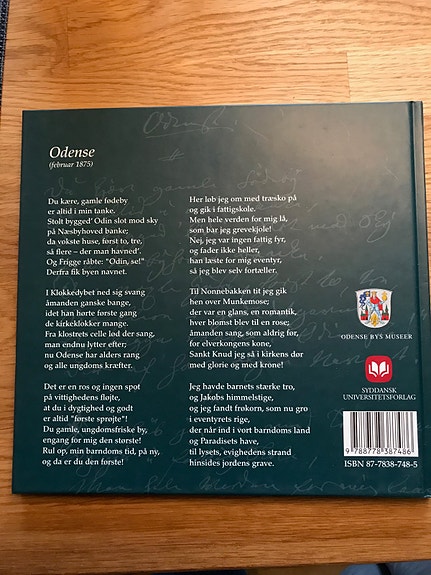 Odense
(februar 1875)
Du kære, gamle fødeby
er altid i min tanke.
Stolt bygged' Odin slot mod sky
på Næsbyhoved banke;
da vokste huse, først to, tre,
så flere – der man havned'.
Og Frigge råbte: "Odin, se!"
Derfra fik byen navnet.
I Klokkedybet ned sig svang
åmanden ganske bange,
idet han hørte første gang
de kirkeklokker mange.
Fra klostrets celle lød der sang,
man endnu lytter efter;
nu Odense har alders rang
og alle ungdoms kræfter.
Det er en ros og ingen spot
på vittighedens fløjte,
at du i dygtighed og godt
er altid "første sprøjte"!
Du gamle, ungdomsfriske by,
engang for mig den største!
Rul op, min barndoms tid, på ny,
og da er du den første!
Her løb jeg om med træsko på
og gik i fattigskole.
Men hele verden for mig lå,
som bar jeg grevekjole!
Nej, jeg var ingen fattig fyr,
og fader ikke heller,
han læste for mig eventyr,
så jeg blev selv fortæller.
Til Nonnebakken tit jeg gik
hen over Munkemose;
der var en glans, en romantik,
hver blomst blev til en rose;
åmanden sang, som aldrig før,
for elverkongens kone,
Sankt Knud jeg så i kirkens dør
med glorie og med krone!
Jeg havde barnets stærke tro,
og Jakobs himmelstige,
og jeg fandt frøkorn, som nu gro
i eventyrets rige,
der når ind i vort barndoms land
og Paradisets have,
til lysets, evighedens strand
hinsides jordens grave.
ODENSE BYS MUSEER
SYDDANSK
UNIVERSITETSFORLAG
9 788778 387486
ISBN 87-7838-748-5